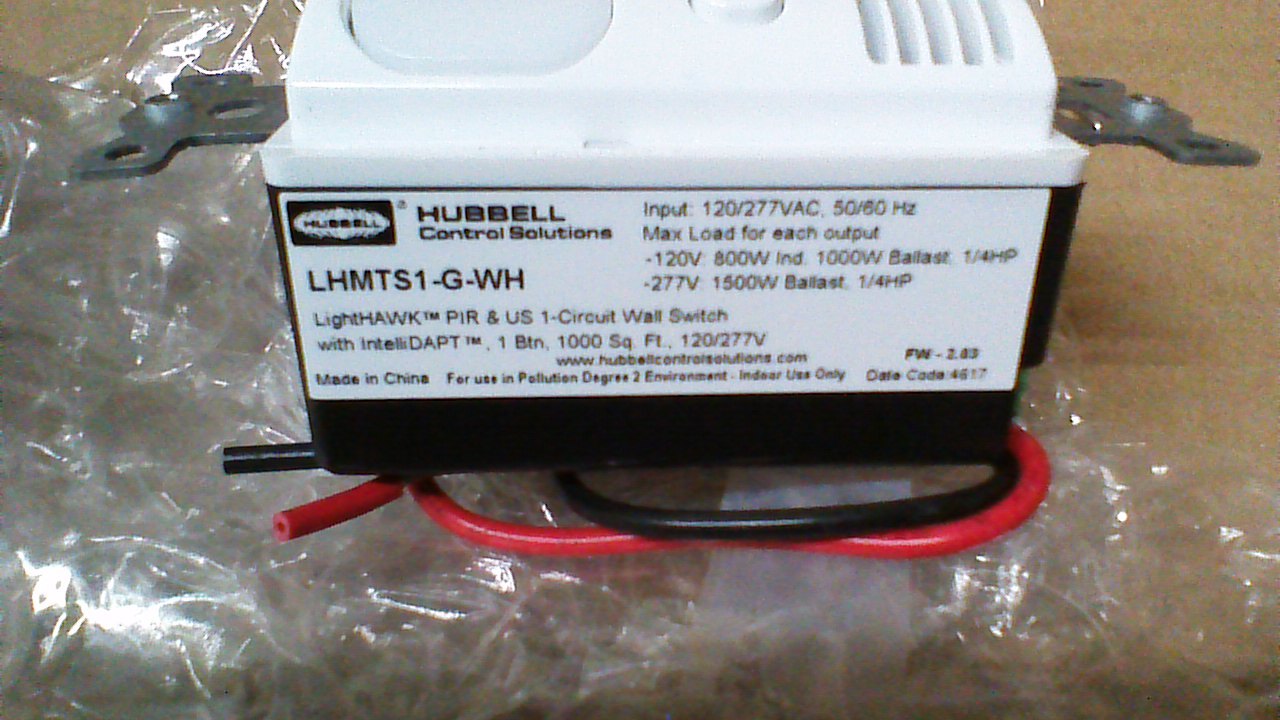 HUBBELL
®
HUBBELL
Control Solutions
LHMTS1-G-WH
Input: 120/277VAC, 50/60 Hz
Max Load for each output
-120V: 800W Ind. 1000W Ballast, 1/4HP
-277V: 1500W Ballast, 1/4HP
LightHAWK™ PIR & US 1-Circuit Wall Switch
with IntelliDAPT™, 1 Btn, 1000 Sq. Ft., 120/277V
www.hubbellcontrolsolutions.com
FW - 2.03
Made in China For use in Pollution Degree 2 Environment - Indoor Use Only Date Code:4617